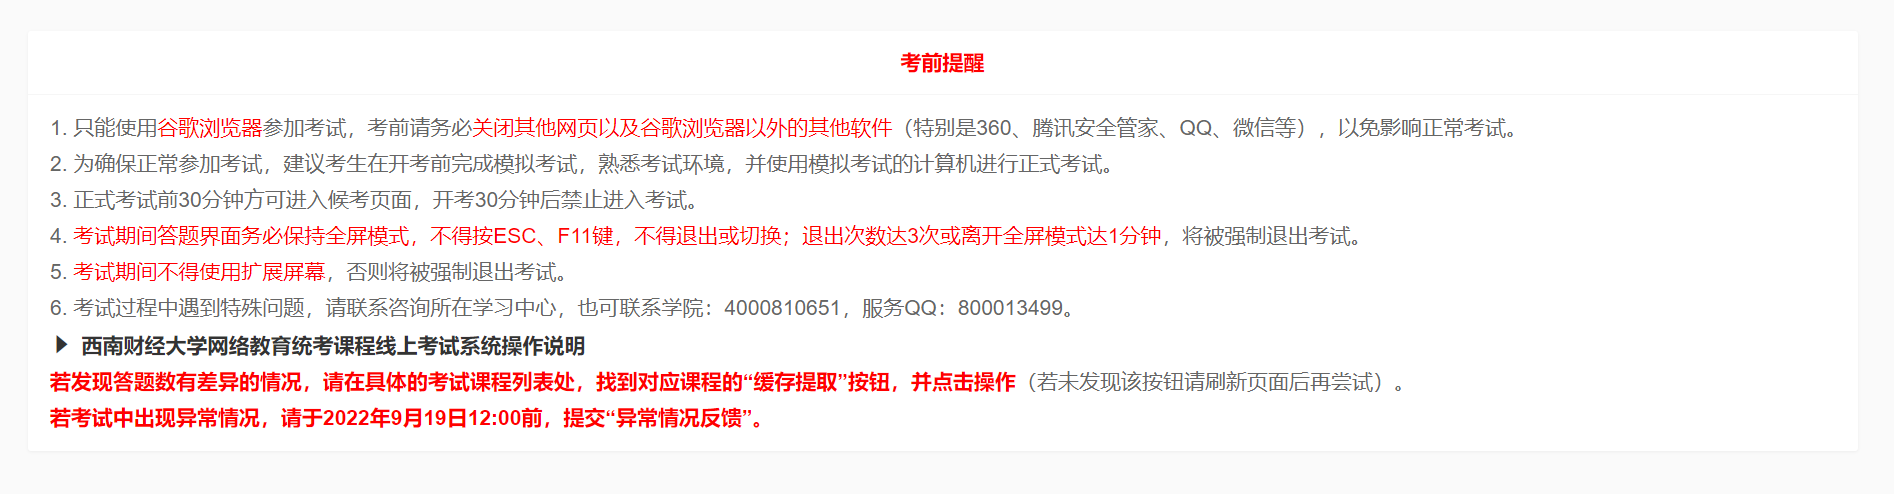 考前提醒
1. 只能使用谷歌浏览器参加考试，考前请务必关闭其他网页以及谷歌浏览器以外的其他软件（特别是360、腾讯安全管家、QQ、微信等），以免影响正常考试。
2. 为确保正常参加考试，建议考生在开考前完成模拟考试，熟悉考试环境，并使用模拟考试的计算机进行正式考试。
3. 正式考试前30分钟方可进入候考页面，开考30分钟后禁止进入考试。
4. 考试期间答题界面务必保持全屏模式，不得按ESC、F11键，不得退出或切换；退出次数达3次或离开全屏模式达1分钟，将被强制退出考试。
5. 考试期间不得使用扩展屏幕，否则将被强制退出考试。
6. 考试过程中遇到特殊问题，请联系咨询所在学习中心，也可联系学院：4000810651，服务QQ：800013499。
西南财经大学网络教育统考课程线上考试系统操作说明
若发现答题数有差异的情况，请在具体的考试课程列表处，找到对应课程的“缓存提取”按钮，并点击操作（若未发现该按钮请刷新页面后再尝试）。
若考试中出现异常情况，请于2022年9月19日12:00前，提交“异常情况反馈”。